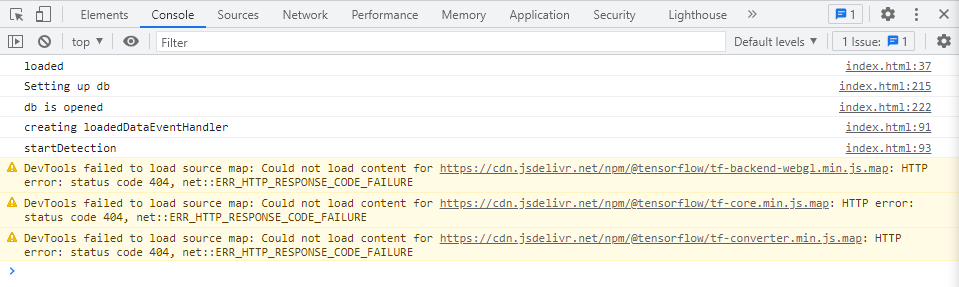 Elements Console Sources Network Performance Memory Application Security Lighthouse » 1
top Filter Default levels 1 Issue: 1
loaded index.html:37
Setting up db index.html:215
db is opened index.html:222
creating loadedDataEventHandler index.html:91
startDetection index.html:93
DevTools failed to load source map: Could not load content for https://cdn.jsdelivr.net/npm/@tensorflow/tf-backend-webgl.min.js.map: HTTP
error: status code 404, net::ERR_HTTP_RESPONSE_CODE_FAILURE
DevTools failed to load source map: Could not load content for https://cdn.jsdelivr.net/npm/@tensorflow/tf-core.min.js.map: HTTP error:
status code 404, net::ERR_HTTP_RESPONSE_CODE_FAILURE
DevTools failed to load source map: Could not load content for https://cdn.jsdelivr.net/npm/@tensorflow/tf-converter.min.js.map: HTTP
error: status code 404, net::ERR_HTTP_RESPONSE_CODE_FAILURE